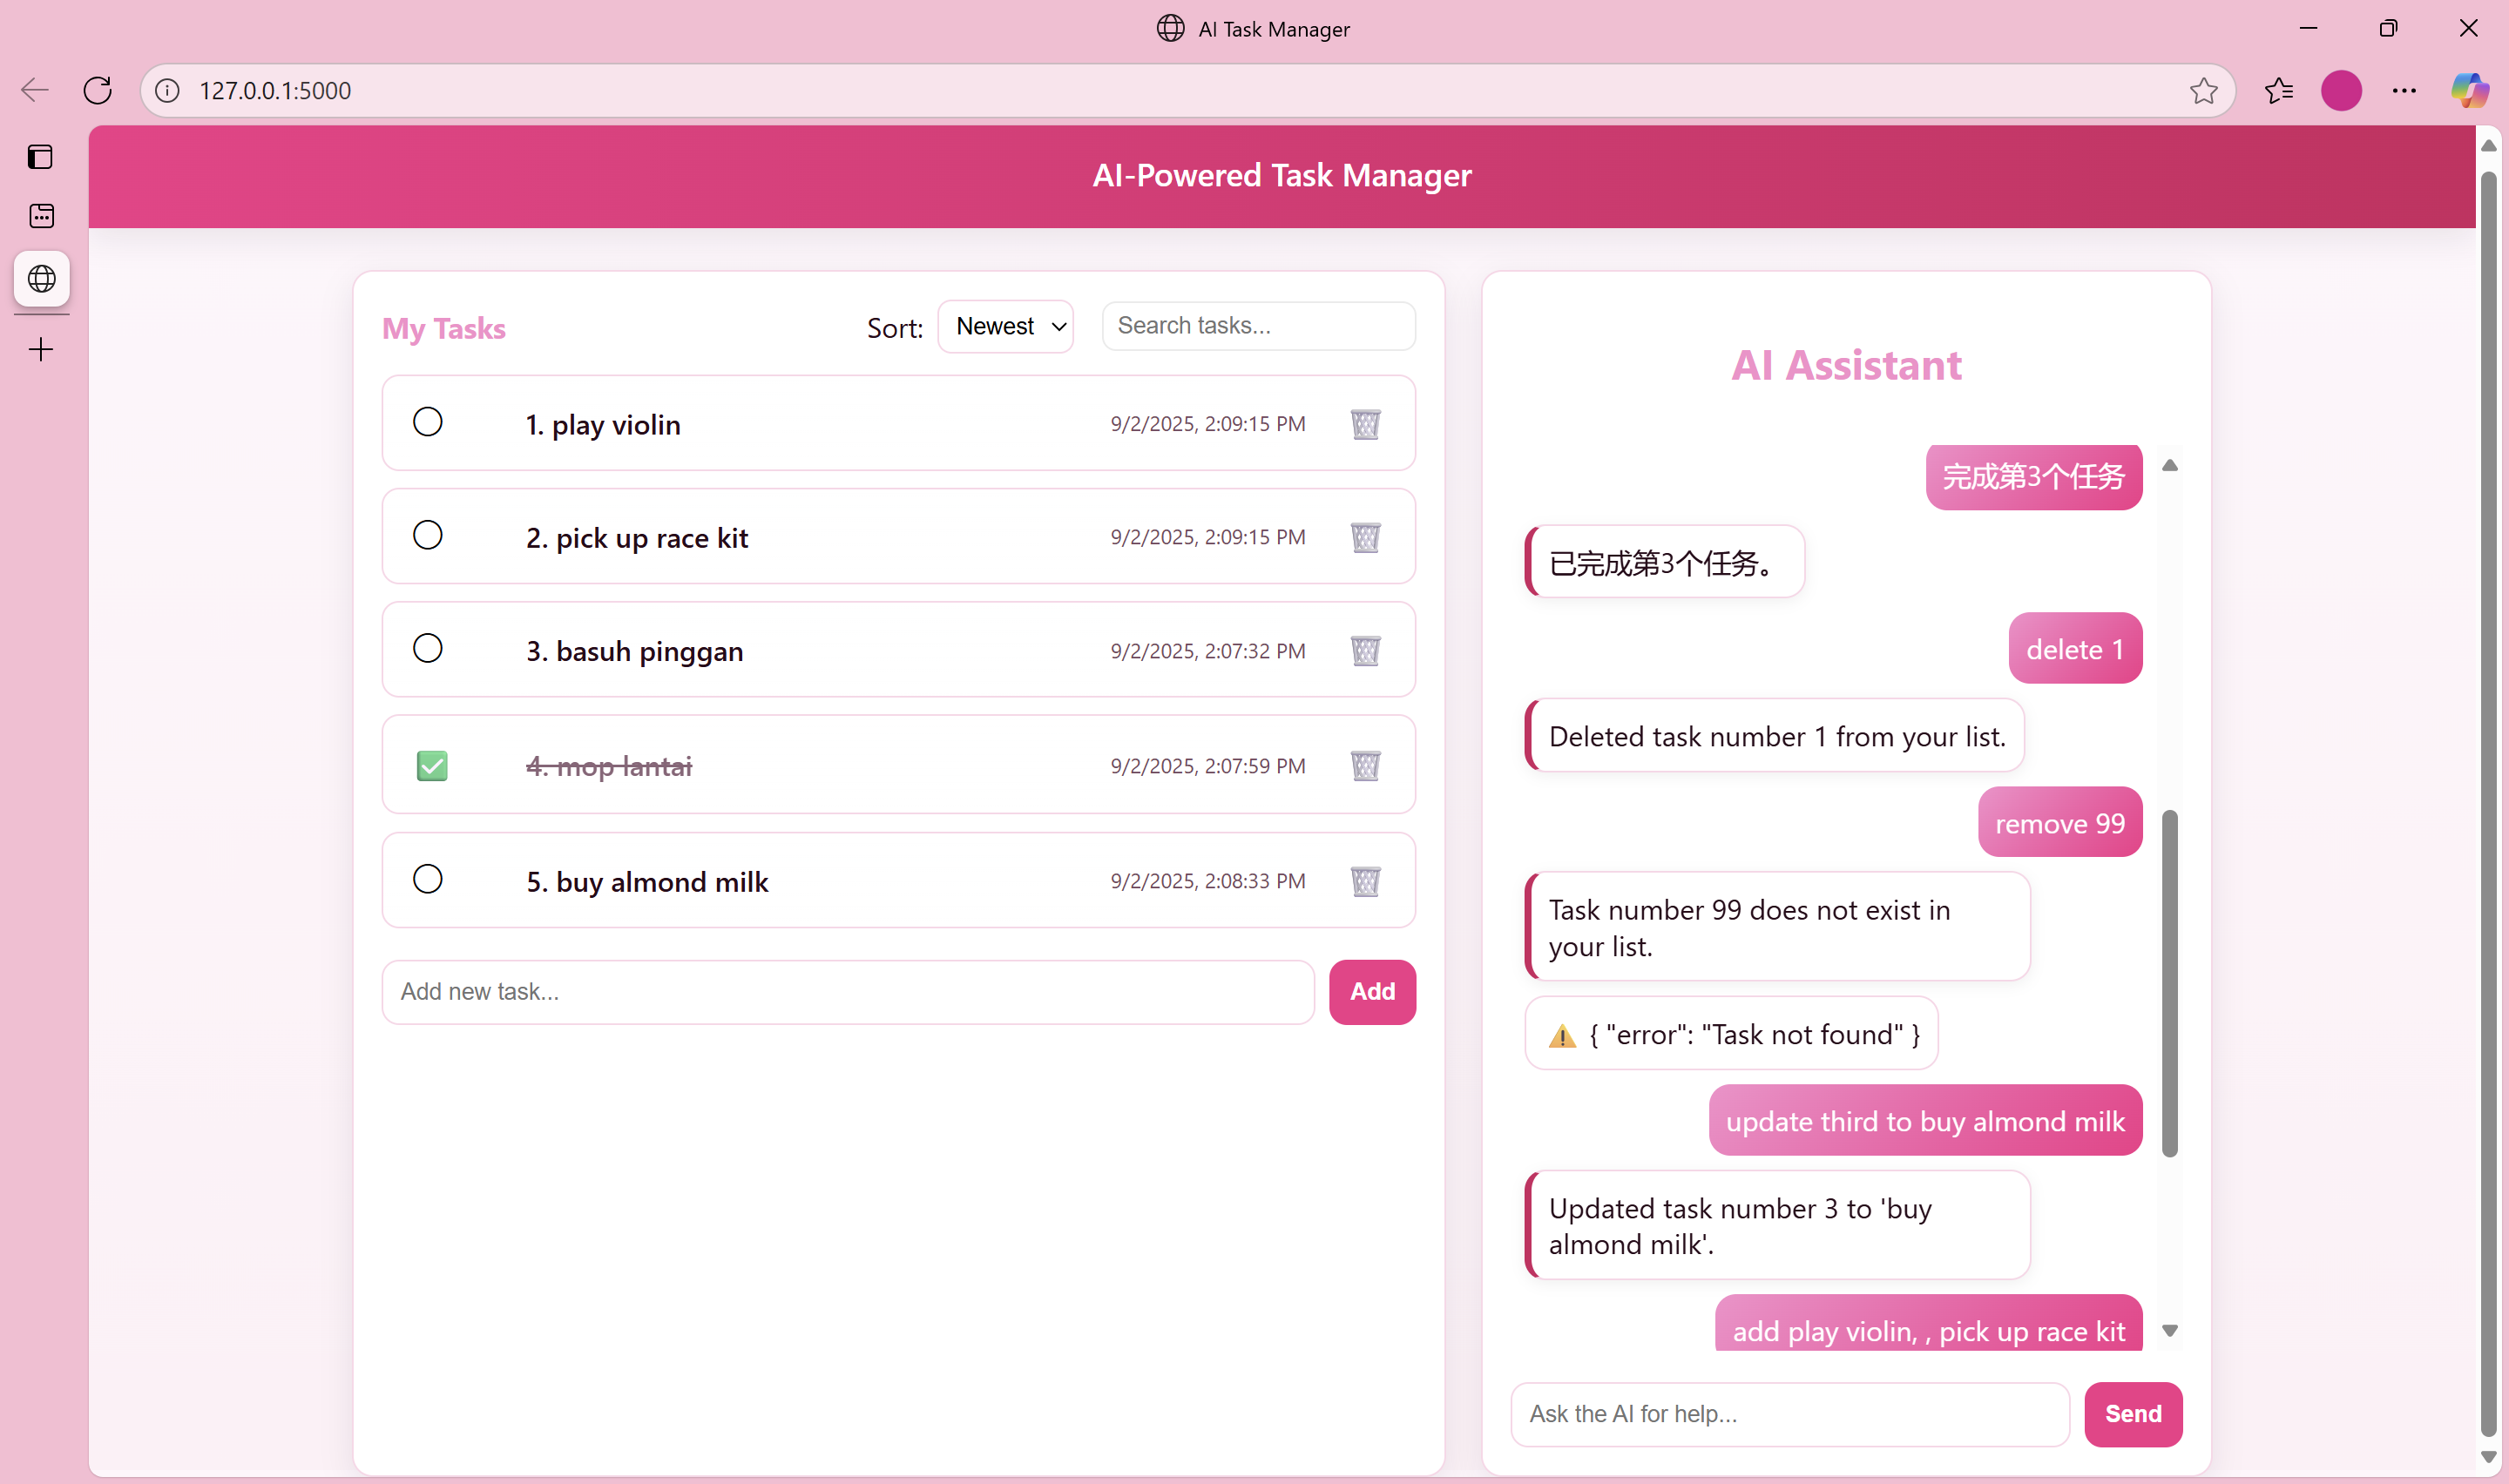 AI Task Manager
127.0.0.1:5000
AI-Powered Task Manager
My Tasks
Sort:
Newest
Search tasks...
1. play violin
9/2/2025, 2:09:15 PM
2. pick up race kit
9/2/2025, 2:09:15 PM
3. basuh pinggan
9/2/2025, 2:07:32 PM
4. mop lantai
9/2/2025, 2:07:59 PM
5. buy almond milk
9/2/2025, 2:08:33 PM
Add new task...
Add
AI Assistant
完成第3个任务
已完成第3个任务。
delete 1
Deleted task number 1 from your list.
remove 99
Task number 99 does not exist in
your list.
⚠️ { "error": "Task not found" }
update third to buy almond milk
Updated task number 3 to 'buy
almond milk'.
add play violin, , pick up race kit
Ask the AI for help...
Send